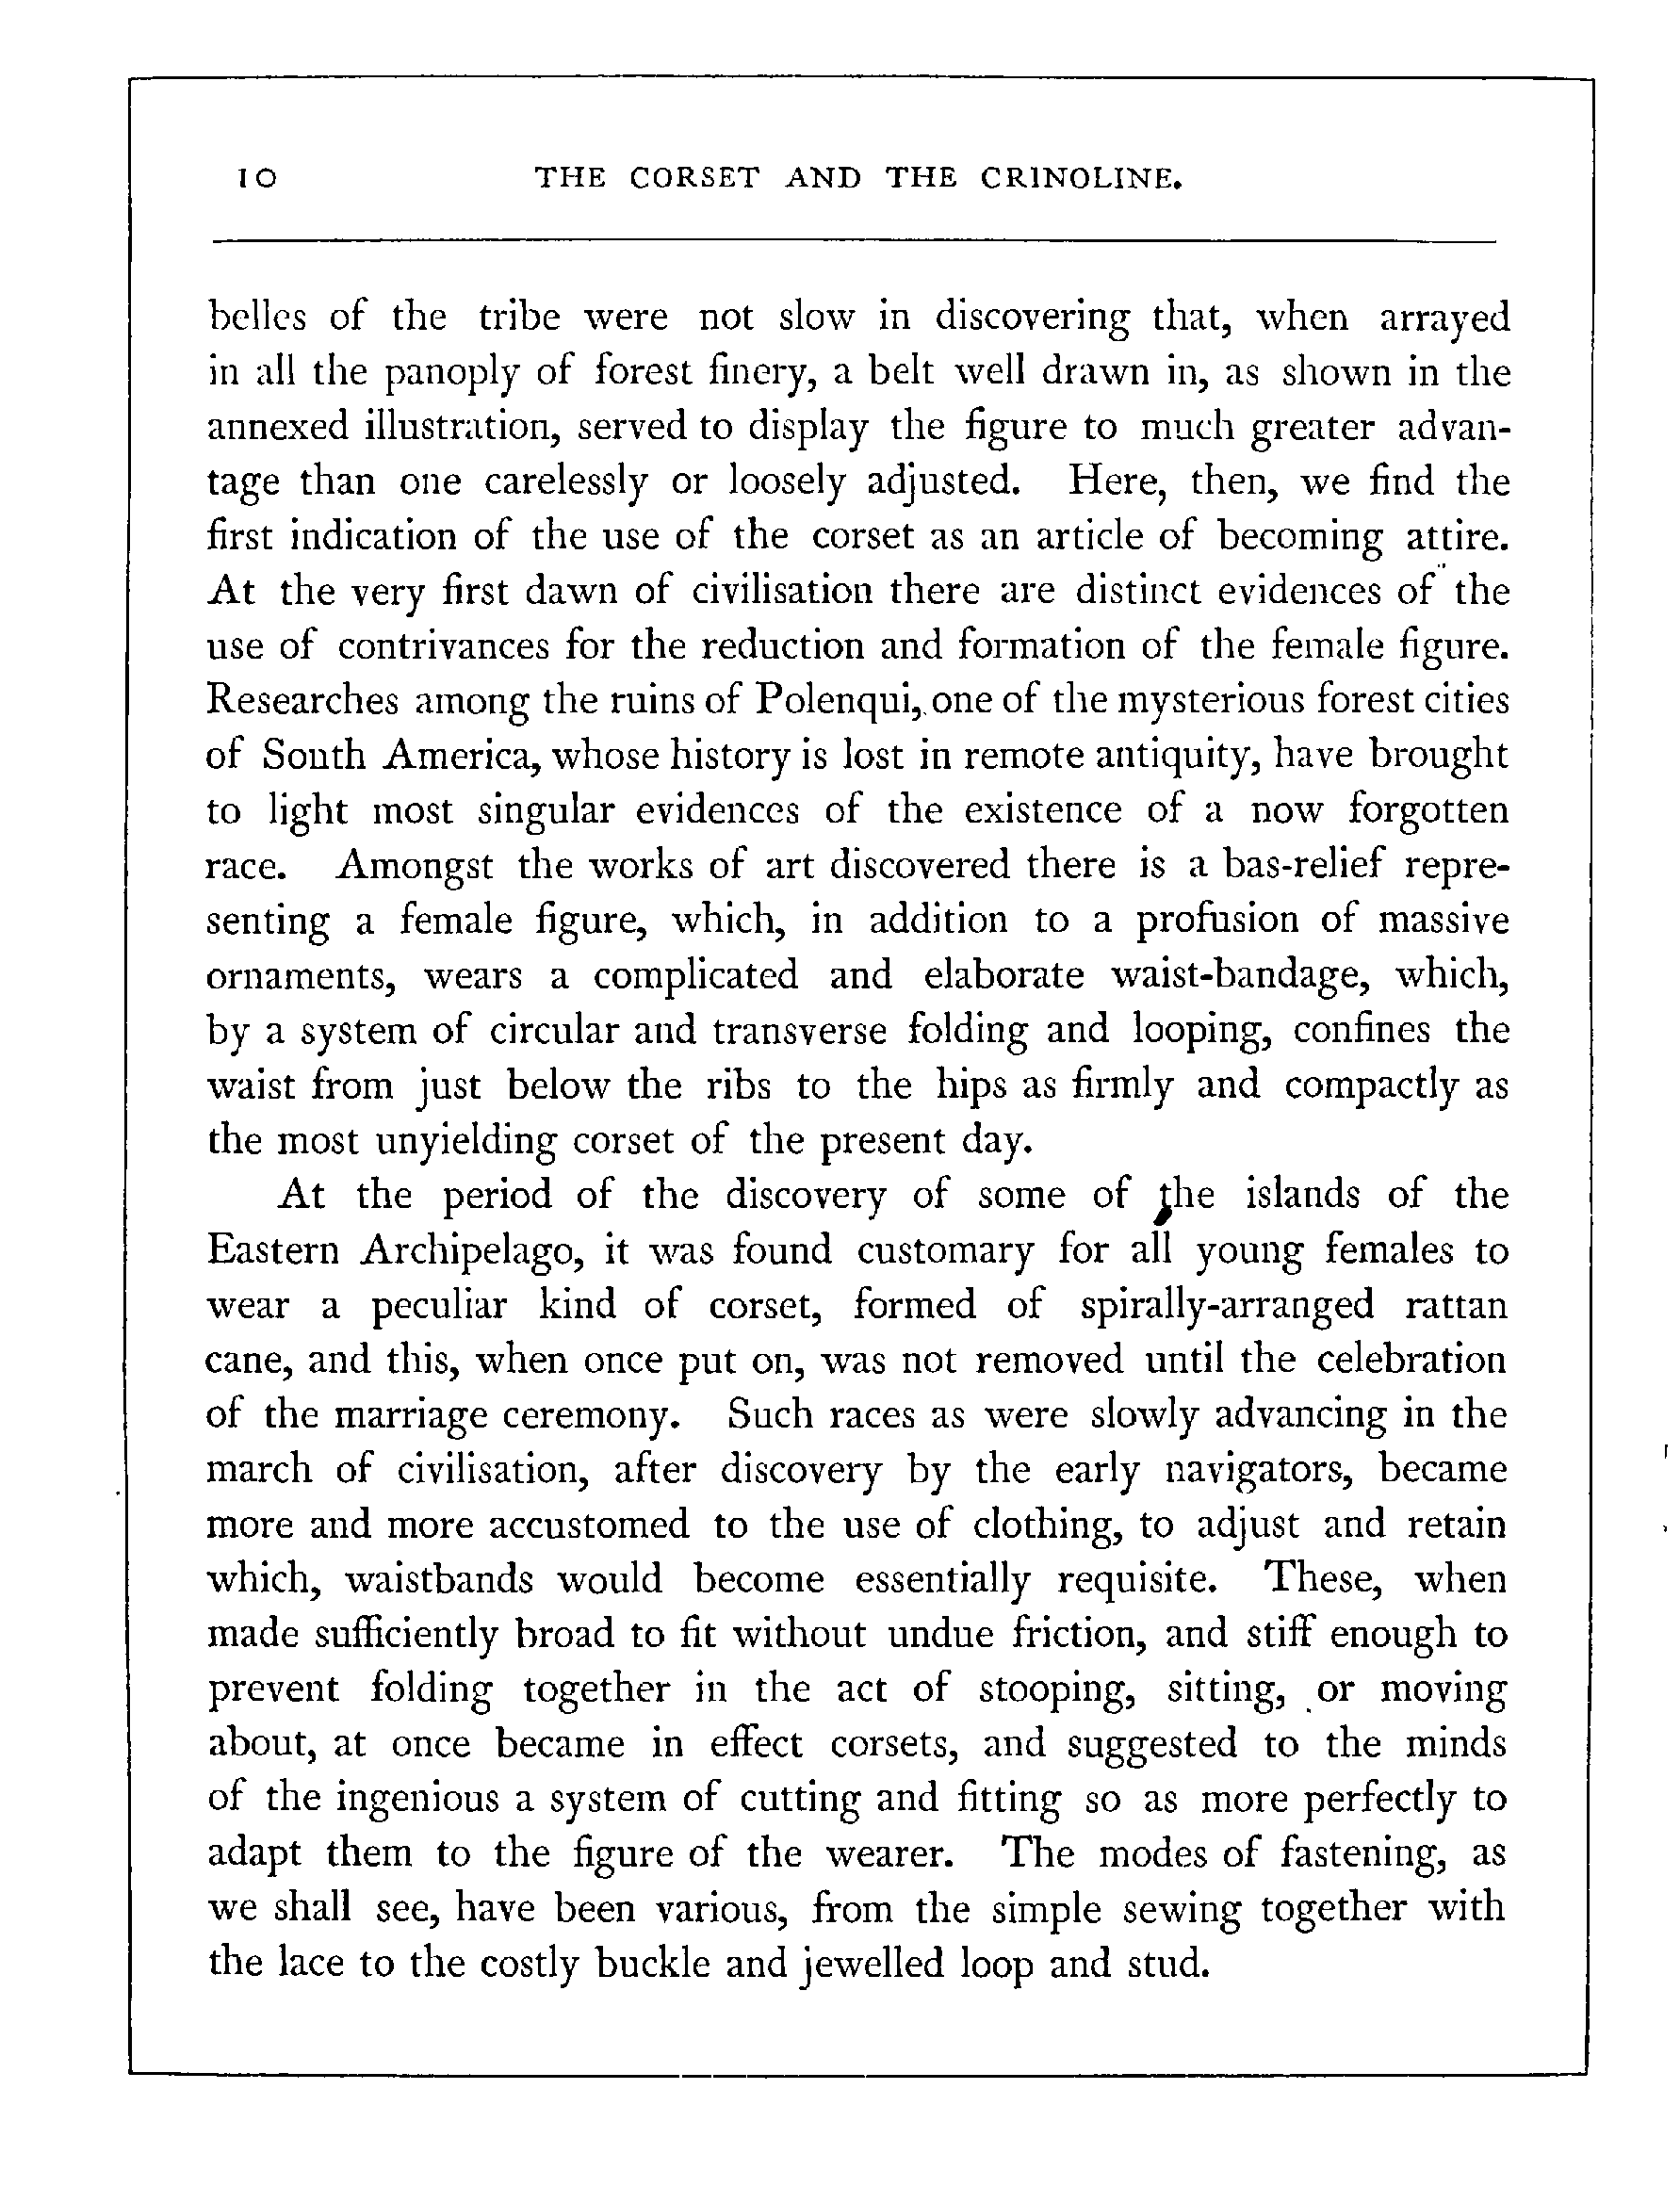 10 THE CORSET AND THE CRINOLINE.
belles of the tribe were not slow in discovering that, when arrayed
in all the panoply of forest finery, a belt well drawn in, as shown in the
annexed illustration, served to display the figure to much greater advan-
tage than one carelessly or loosely adjusted. Here, then, we find the
first indication of the use of the corset as an article of becoming attire.
At the very first dawn of civilisation there are distinct evidences of the
use of contrivances for the reduction and formation of the female figure.
Researches among the ruins of Polenqui, one of the mysterious forest cities
of South America, whose history is lost in remote antiquity, have brought
to light most singular evidences of the existence of a now forgotten
race. Amongst the works of art discovered there is a bas-relief repre-
senting a female figure, which, in addition to a profusion of massive
ornaments, wears a complicated and elaborate waist-bandage, which,
by a system of circular and transverse folding and looping, confines the
waist from just below the ribs to the hips as firmly and compactly as
the most unyielding corset of the present day.
At the period of the discovery of some of the islands of the
Eastern Archipelago, it was found customary for all young females to
wear a peculiar kind of corset, formed of spirally-arranged rattan
cane, and this, when once put on, was not removed until the celebration
of the marriage ceremony. Such races as were slowly advancing in the
march of civilisation, after discovery by the early navigators, became
more and more accustomed to the use of clothing, to adjust and retain
which, waistbands would become essentially requisite. These, when
made sufficiently broad to fit without undue friction, and stiff enough to
prevent folding together in the act of stooping, sitting, or moving
about, at once became in effect corsets, and suggested to the minds
of the ingenious a system of cutting and fitting so as more perfectly to
adapt them to the figure of the wearer. The modes of fastening, as
we shall see, have been various, from the simple sewing together with
the lace to the costly buckle and jewelled loop and stud.